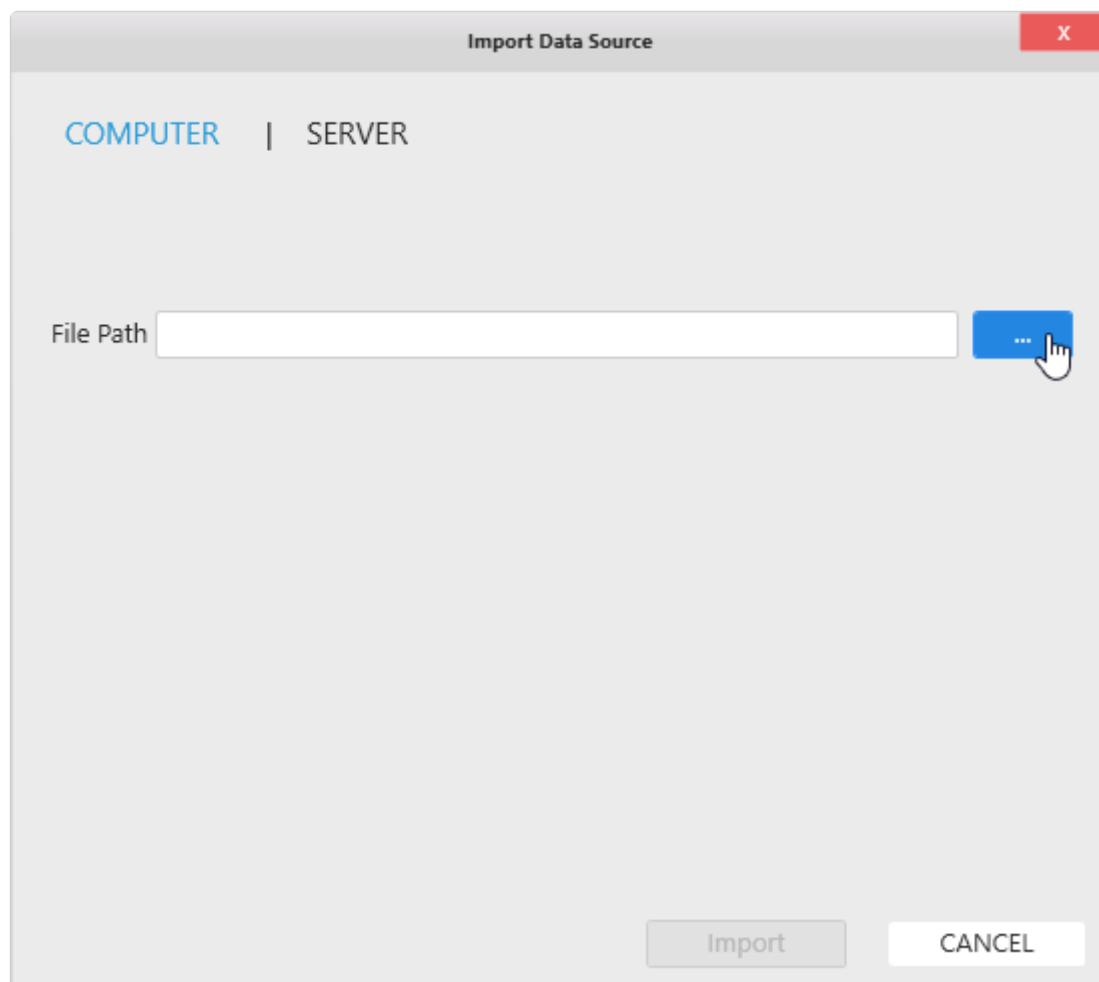 Import Data Source x
COMPUTER | SERVER
File Path ...
Import CANCEL